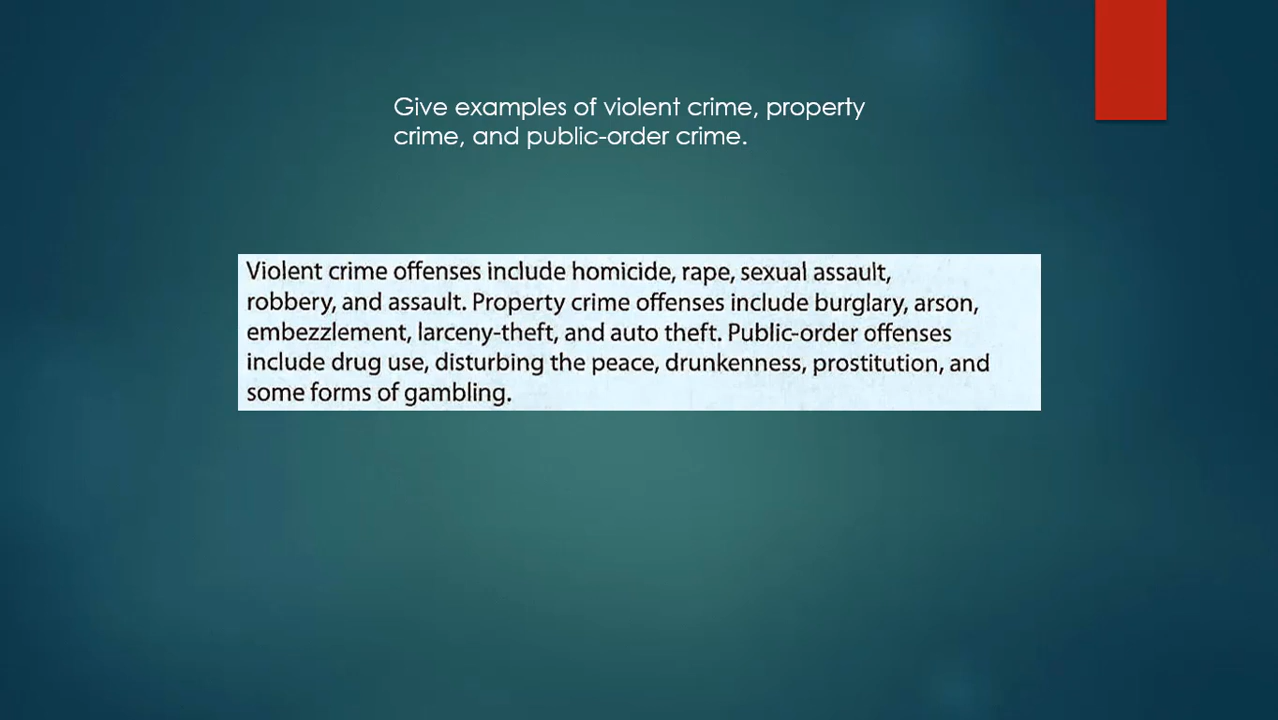 Give examples of violent crime, property
crime, and public-order crime.
Violent crime offenses include homicide, rape, sexual assault,
robbery, and assault. Property crime offenses include burglary, arson,
embezzlement, larceny-theft, and auto theft. Public-order offenses
include drug use, disturbing the peace, drunkenness, prostitution, and
some forms of gambling.